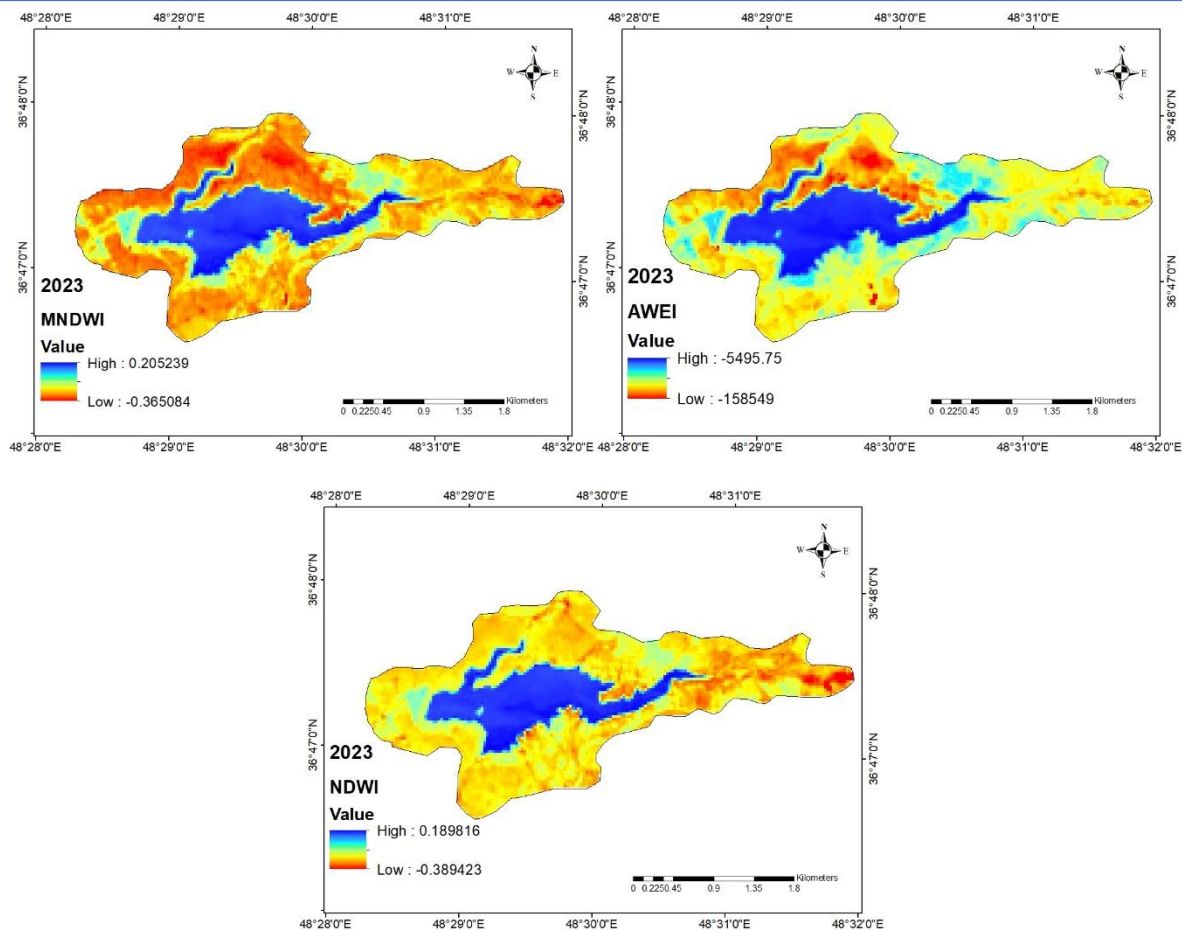 48°28'0"E 48°29'0"E 48°30'0"E 48°31'0"E
N
W E
S
36°48'0"N 36°48'0"N
36°47'0"N 36°47'0"N
2023
MNDWI
Value
High : 0.205239
Low : -0.365084
Kilometers
0 0.225 0.45 0.9 1.35 1.8
48°28'0"E 48°29'0"E 48°30'0"E 48°31'0"E 48°32'0"E
48°28'0"E 48°29'0"E 48°30'0"E 48°31'0"E
N
W E
S
36°48'0"N 36°48'0"N
36°47'0"N 36°47'0"N
2023
AWEI
Value
High : -5495.75
Low : -158549
Kilometers
0 0.225 0.45 0.9 1.35 1.8
48°28'0"E 48°29'0"E 48°30'0"E 48°31'0"E 48°32'0"E
48°28'0"E 48°29'0"E 48°30'0"E 48°31'0"E
N
W E
S
36°48'0"N 36°48'0"N
36°47'0"N 36°47'0"N
2023
NDWI
Value
High : 0.189816
Low : -0.389423
Kilometers
0 0.225 0.45 0.9 1.35 1.8
48°28'0"E 48°29'0"E 48°30'0"E 48°31'0"E 48°32'0"E